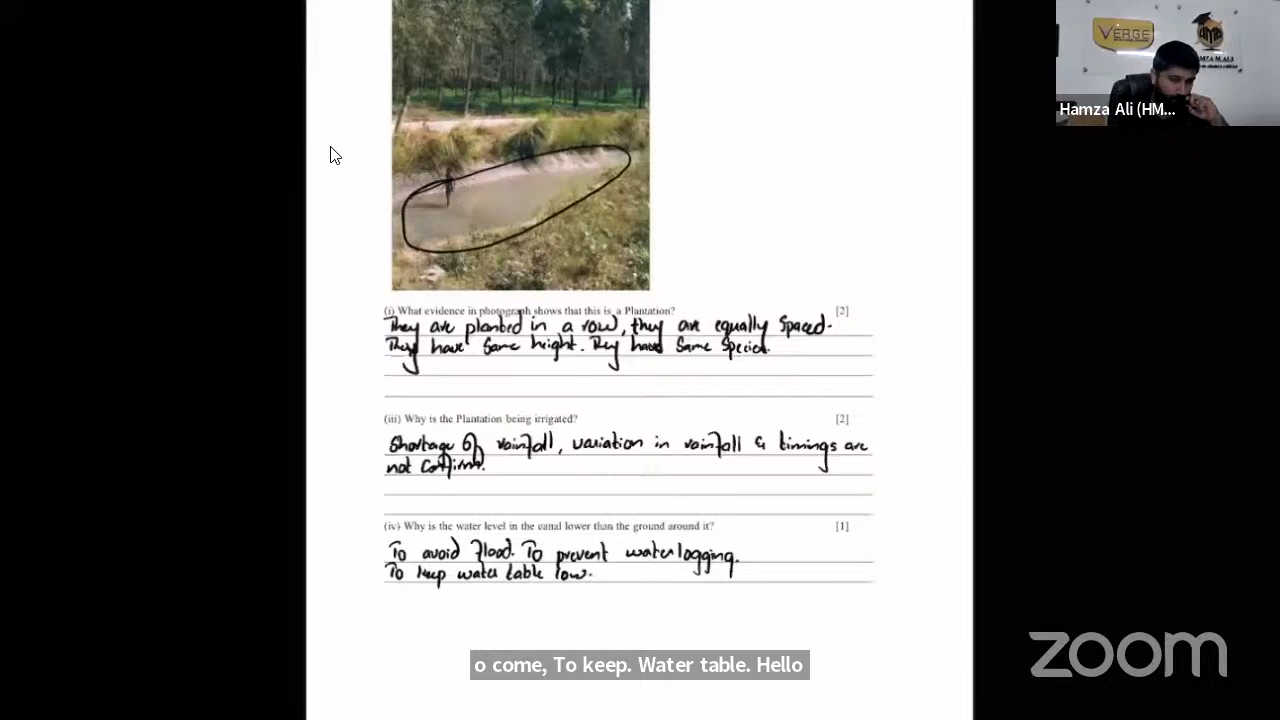 VERGE
HMA
HAMZA M.ALI
Hamza Ali (HM...
(i) What evidence in photograph shows that this is a Plantation? [2]
They are planted in a row, they are equally spaced.
They have same height. They have same species.
(iii) Why is the Plantation being irrigated? [2]
Shortage of rainfall, variation in rainfall & timings are
not confirm.
(iv) Why is the water level in the canal lower than the ground around it? [1]
To avoid flood. To prevent waterlogging.
To keep water table low.
o come, To keep. Water table. Hello
zoom